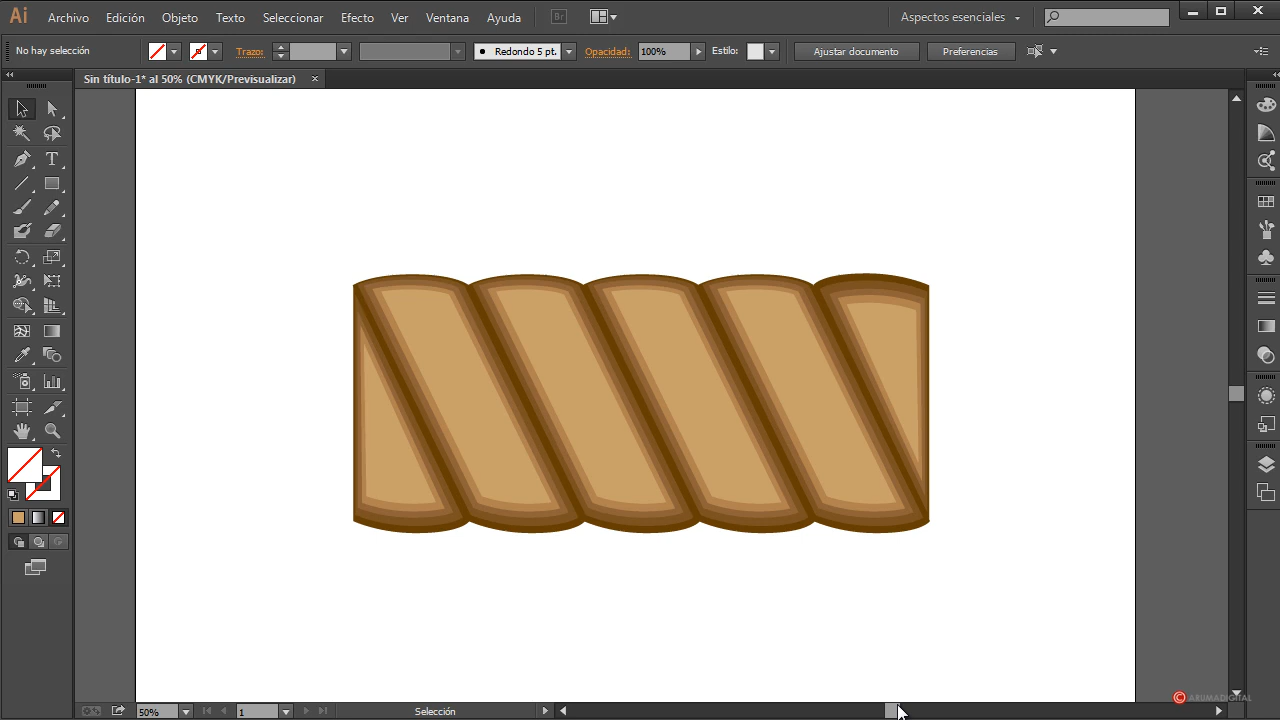 Ai Archivo Edición Objeto Texto Seleccionar Efecto Ver Ventana Ayuda Br Aspectos esenciales
No hay selección Trazo: Redondo 5 pt. Opacidad: 100% Estilo: Ajustar documento Preferencias
Sin título-1* al 50% (CMYK/Previsualizar) ×
T
© ARUMADIGITAL
50% 1 Selección